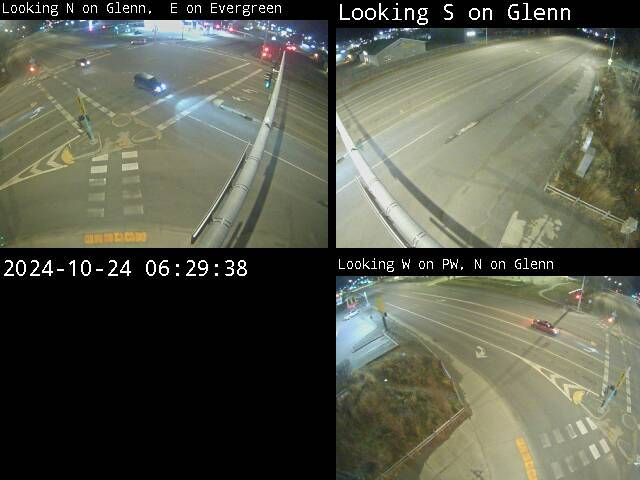 Looking N on Glenn,  E on Evergreen
Looking S on Glenn
2024-10-24 06:29:38
Looking W on PW, N on Glenn